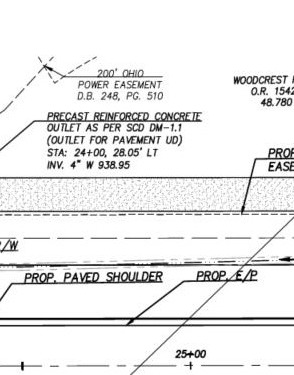 200' OHIO
POWER EASEMENT
D.B. 248, PG. 510
WOODCREST
O.R. 1542
48.780
PRECAST REINFORCED CONCRETE
OUTLET AS PER SCD DM-1.1
(OUTLET FOR PAVEMENT UD)
STA: 24+00, 28.05' LT
INV. 4" W 938.95
PROP
EASE
/W
PROP. PAVED SHOULDER
PROP. E/P
25+00